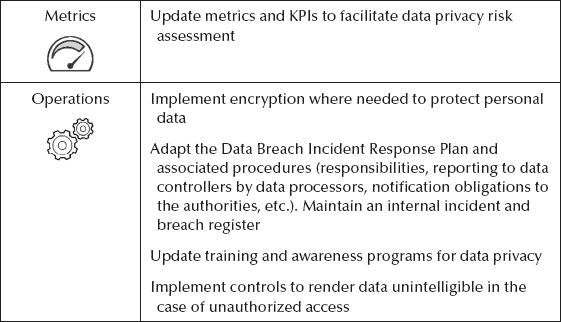 Metrics
Update metrics and KPIs to facilitate data privacy risk
assessment
Operations
Implement encryption where needed to protect personal
data
Adapt the Data Breach Incident Response Plan and
associated procedures (responsibilities, reporting to data
controllers by data processors, notification obligations to
the authorities, etc.). Maintain an internal incident and
breach register
Update training and awareness programs for data privacy
Implement controls to render data unintelligible in the
case of unauthorized access